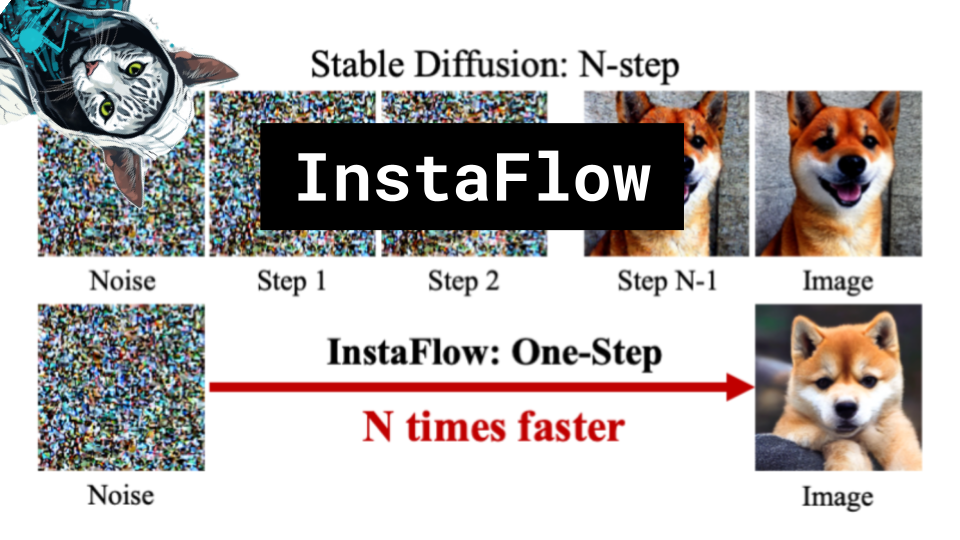 Stable Diffusion: N-step
InstaFlow
Noise Step 1 Step 2 Step N-1 Image
InstaFlow: One-Step
N times faster
Noise Image